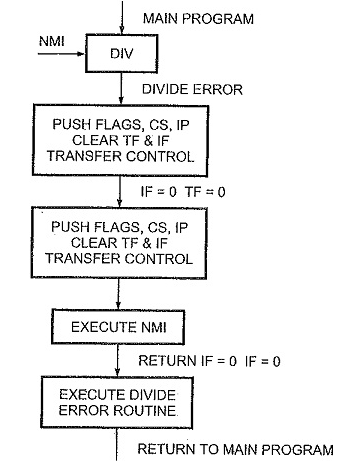 MAIN PROGRAM
NMI
DIV
DIVIDE ERROR
PUSH FLAGS, CS, IP
CLEAR TF & IF
TRANSFER CONTROL
IF = 0 TF = 0
PUSH FLAGS, CS, IP
CLEAR TF & IF
TRANSFER CONTROL
EXECUTE NMI
RETURN IF = 0 IF = 0
EXECUTE DIVIDE
ERROR ROUTINE
RETURN TO MAIN PROGRAM